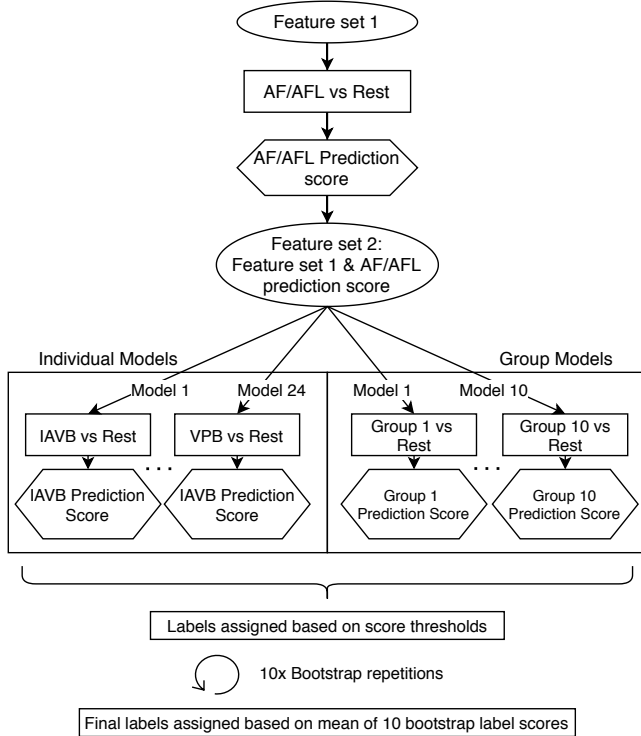 Feature set 1
AF/AFL vs Rest
AF/AFL Prediction
score
Feature set 2:
Feature set 1 & AF/AFL
prediction score
Individual Models
Group Models
Model 1
Model 24
Model 1
Model 10
IAVB vs Rest
VPB vs Rest
Group 1 vs
Rest
Group 10 vs
Rest
. . .
. . .
IAVB Prediction
Score
IAVB Prediction
Score
Group 1
Prediction Score
Group 10
Prediction Score
Labels assigned based on score thresholds
10x Bootstrap repetitions
Final labels assigned based on mean of 10 bootstrap label scores